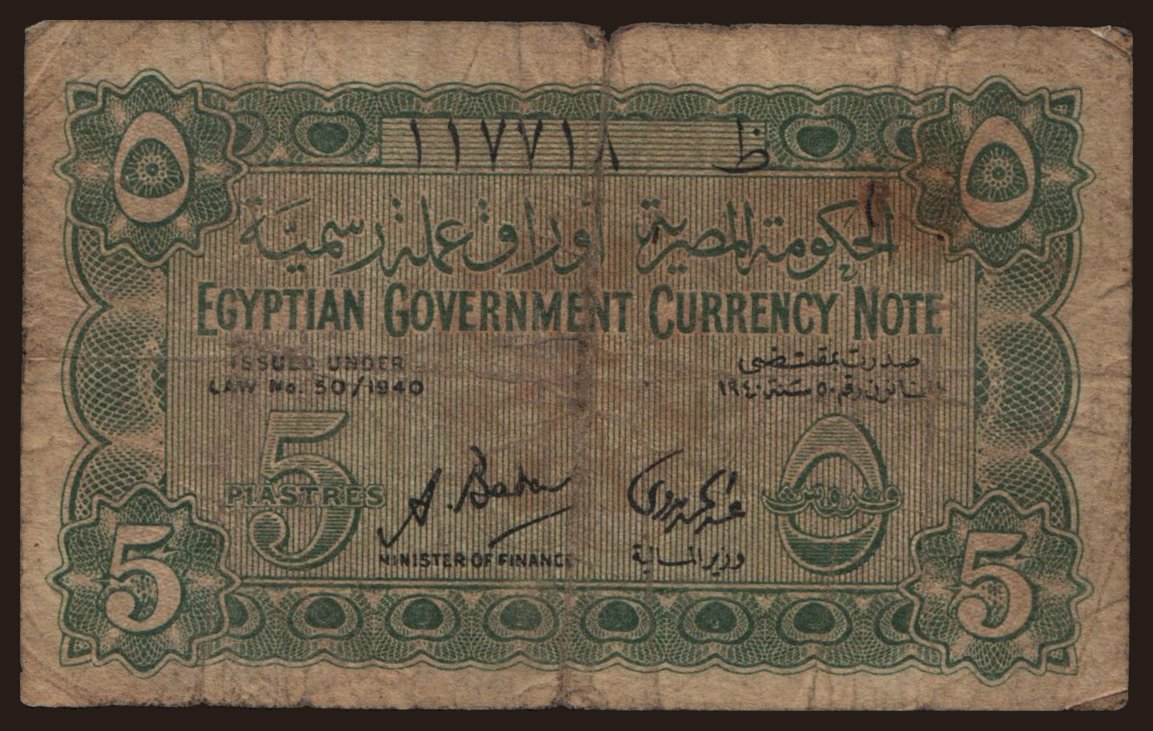 ١١٧٧١٨ ظ
٥ ٥
الحكومة المصرية أوراق عملة رسمية
EGYPTIAN GOVERNMENT CURRENCY NOTE
ISSUED UNDER
LAW No. 50/1940
صدرت بمقتضى
القانون رقم ٥٠ سنة ١٩٤٠
5
PIASTRES
٥
قروش
MINISTER OF FINANCE
وزير المالية
5 5